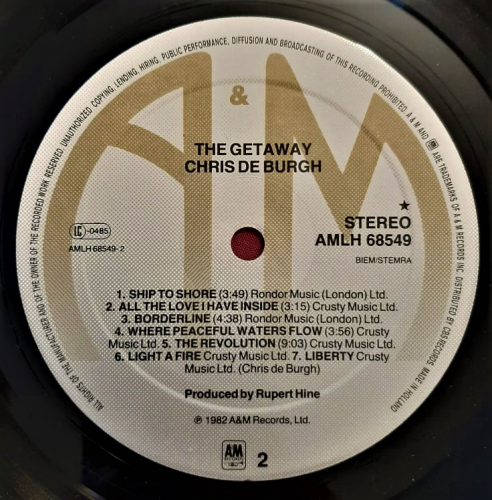 ALL RIGHTS OF THE MANUFACTURER AND OF THE OWNER OF THE RECORDED WORK RESERVED. UNAUTHORIZED COPYING, LENDING, HIRING, PUBLIC PERFORMANCE, DIFFUSION AND BROADCASTING OF THIS RECORDING PROHIBITED. A & M AND AM ARE TRADEMARKS OF A & M RECORDS INC. DISTRIBUTED BY CBS RECORDS. MADE IN HOLLAND
A & M
THE GETAWAY
CHRIS DE BURGH
LC -0485
AMLH 68549-2
★
STEREO
AMLH 68549
BIEM/STEMRA
1. SHIP TO SHORE (3:49) Rondor Music (London) Ltd.
2. ALL THE LOVE I HAVE INSIDE (3:15) Crusty Music Ltd.
3. BORDERLINE (4:38) Rondor Music (London) Ltd.
4. WHERE PEACEFUL WATERS FLOW (3:56) Crusty
Music Ltd. 5. THE REVOLUTION (9:03) Crusty Music Ltd.
6. LIGHT A FIRE Crusty Music Ltd. 7. LIBERTY Crusty
Music Ltd. (Chris de Burgh)
Produced by Rupert Hine
℗ 1982 A&M Records, Ltd.
AM
2